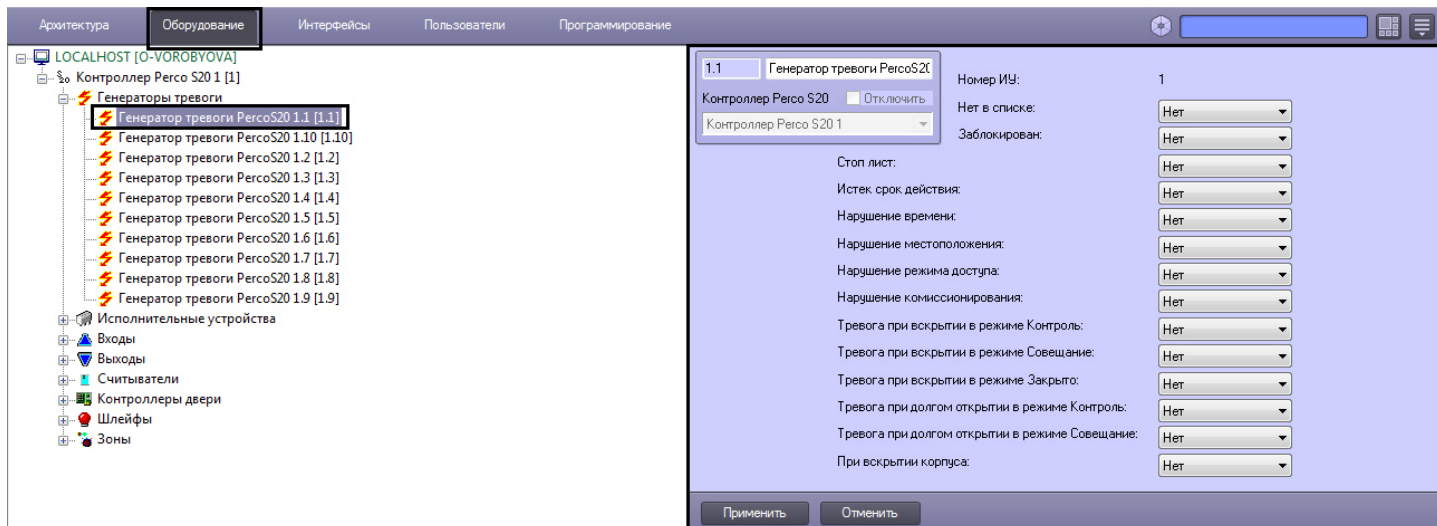 Архитектура Оборудование Интерфейсы Пользователи Программирование
LOCALHOST [O-VOROBYOVA]
Контроллер Perco S20 1 [1]
Генераторы тревоги
Генератор тревоги PercoS20 1.1 [1.1]
Генератор тревоги PercoS20 1.10 [1.10]
Генератор тревоги PercoS20 1.2 [1.2]
Генератор тревоги PercoS20 1.3 [1.3]
Генератор тревоги PercoS20 1.4 [1.4]
Генератор тревоги PercoS20 1.5 [1.5]
Генератор тревоги PercoS20 1.6 [1.6]
Генератор тревоги PercoS20 1.7 [1.7]
Генератор тревоги PercoS20 1.8 [1.8]
Генератор тревоги PercoS20 1.9 [1.9]
Исполнительные устройства
Входы
Выходы
Считыватели
Контроллеры двери
Шлейфы
Зоны
1.1 Генератор тревоги PercoS2(
Контроллер Perco S20 Отключить
Контроллер Perco S20 1
Номер ИУ: 1
Нет в списке: Нет
Заблокирован: Нет
Стоп лист: Нет
Истек срок действия: Нет
Нарушение времени: Нет
Нарушение местоположения: Нет
Нарушение режима доступа: Нет
Нарушение комиссионирования: Нет
Тревога при вскрытии в режиме Контроль: Нет
Тревога при вскрытии в режиме Совещание: Нет
Тревога при вскрытии в режиме Закрыто: Нет
Тревога при долгом открытии в режиме Контроль: Нет
Тревога при долгом открытии в режиме Совещание: Нет
При вскрытии корпуса: Нет
Применить Отменить